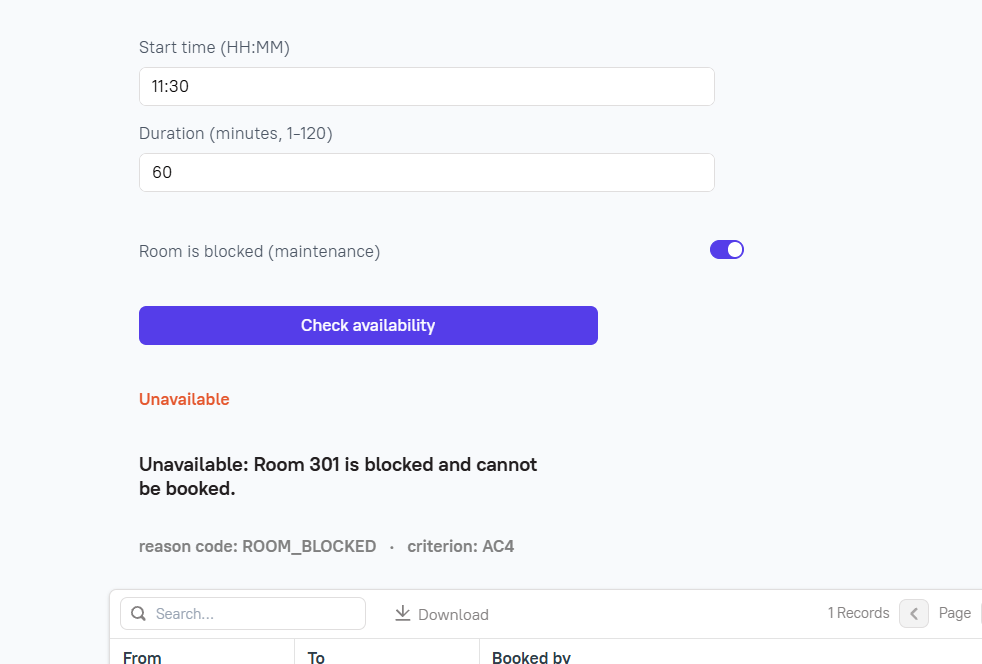 Start time (HH:MM)
11:30
Duration (minutes, 1-120)
60
Room is blocked (maintenance)
Check availability
Unavailable
Unavailable: Room 301 is blocked and cannot
be booked.
reason code: ROOM_BLOCKED · criterion: AC4
Search... Download 1 Records Page
From To Booked by